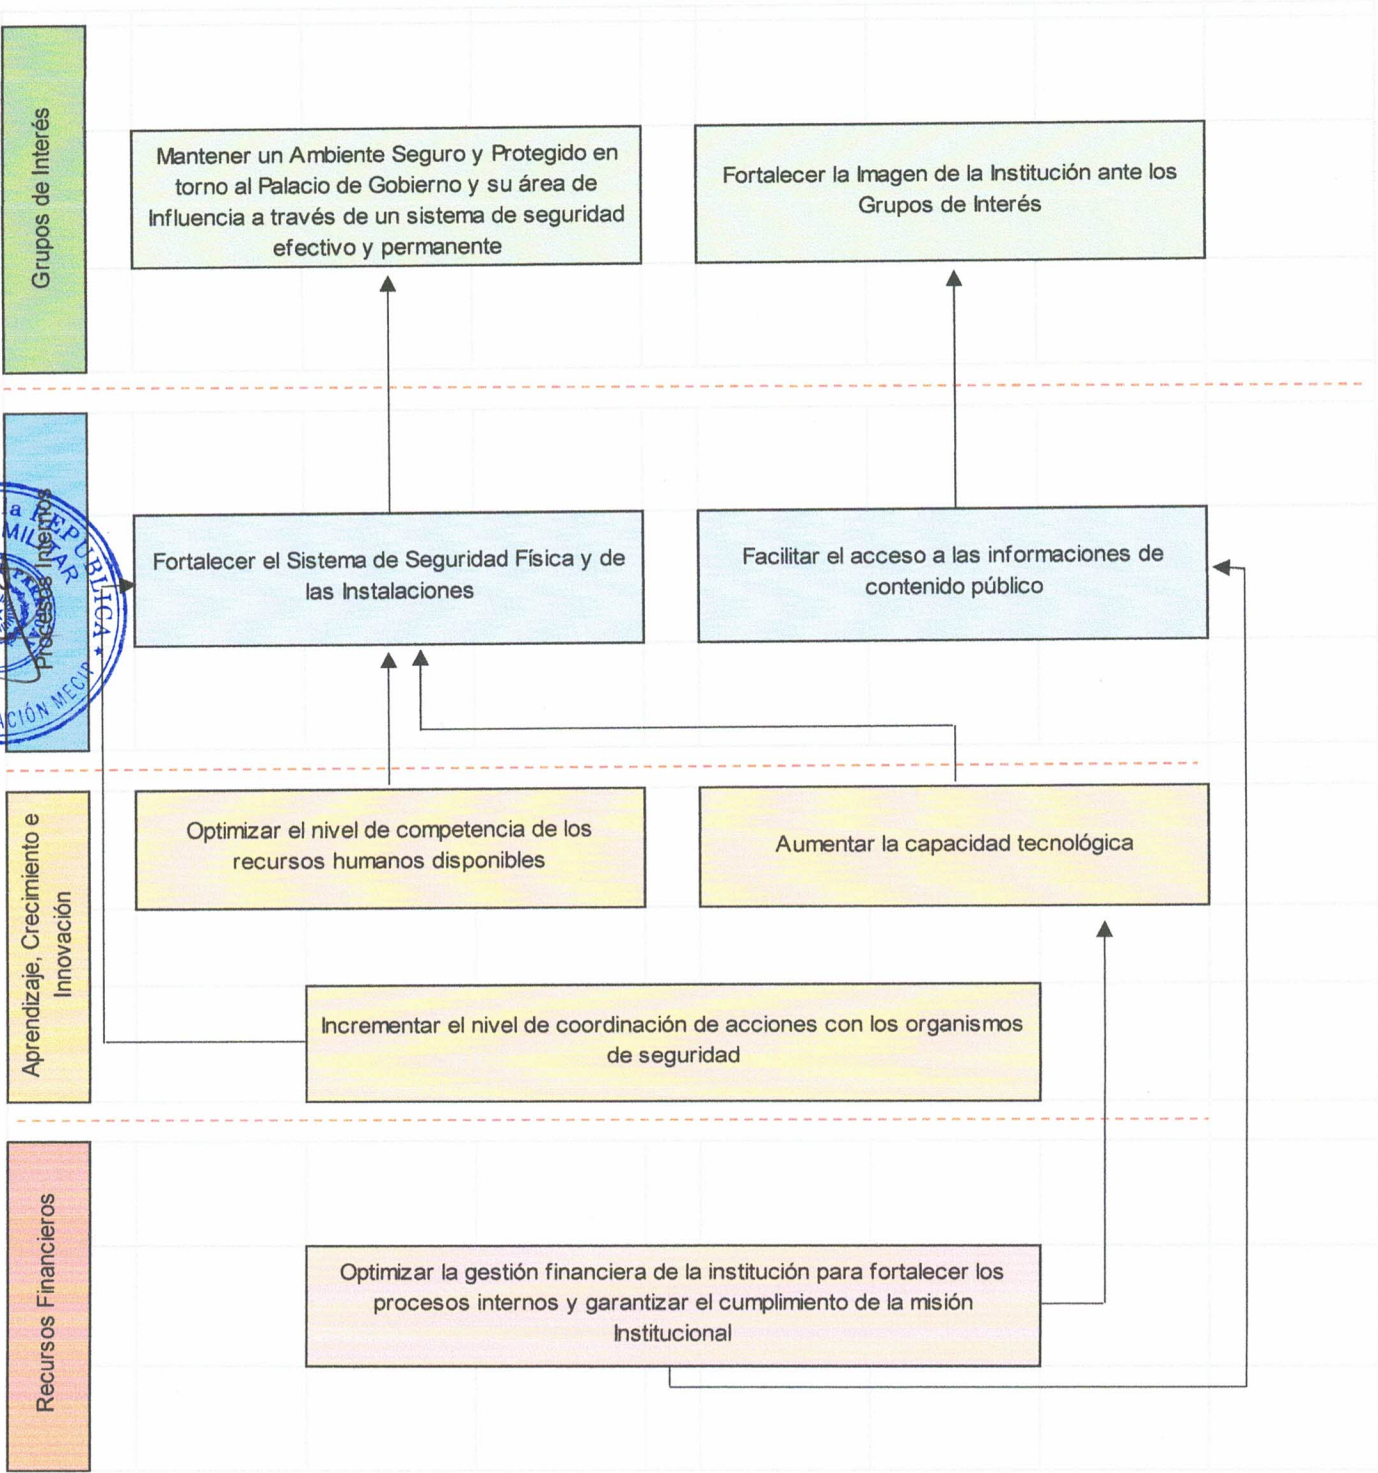 Grupos de Interés
Mantener un Ambiente Seguro y Protegido en
torno al Palacio de Gobierno y su área de
Influencia a través de un sistema de seguridad
efectivo y permanente
Fortalecer la Imagen de la Institución ante los
Grupos de Interés
Procesos Internos
a REPÚBLICA ★
MILITAR
ACIÓN MECIP
Fortalecer el Sistema de Seguridad Física y de
las Instalaciones
Facilitar el acceso a las informaciones de
contenido público
Aprendizaje, Crecimiento e
Innovación
Optimizar el nivel de competencia de los
recursos humanos disponibles
Aumentar la capacidad tecnológica
Incrementar el nivel de coordinación de acciones con los organismos
de seguridad
Recursos Financieros
Optimizar la gestión financiera de la institución para fortalecer los
procesos internos y garantizar el cumplimiento de la misión
Institucional